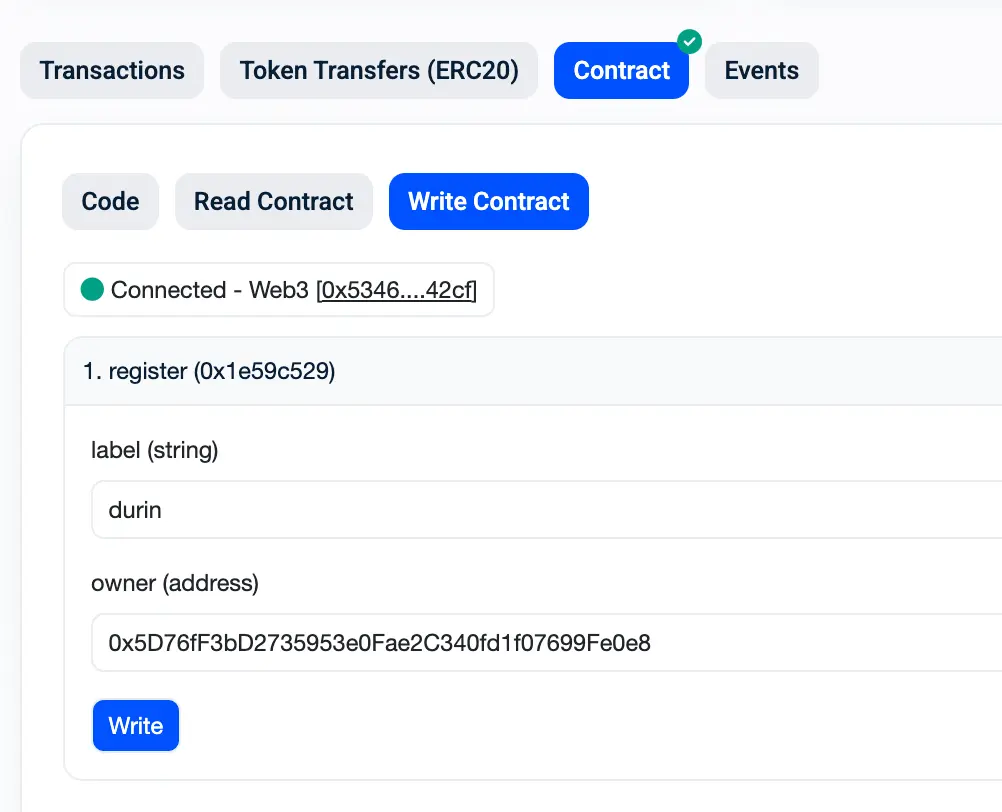 Transactions Token Transfers (ERC20) Contract Events
Code Read Contract Write Contract
Connected - Web3 [0x5346....42cf]
1. register (0x1e59c529)
label (string)
durin
owner (address)
0x5D76fF3bD2735953e0Fae2C340fd1f07699Fe0e8
Write